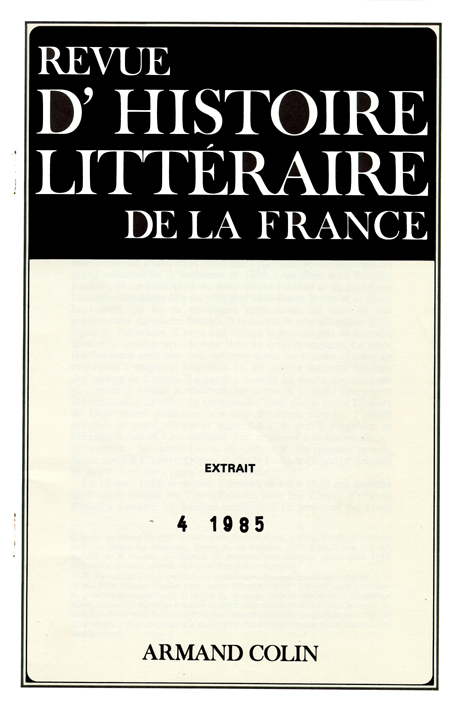 REVUE
D'HISTOIRE
LITTÉRAIRE
DE LA FRANCE
EXTRAIT
4 1985
ARMAND COLIN